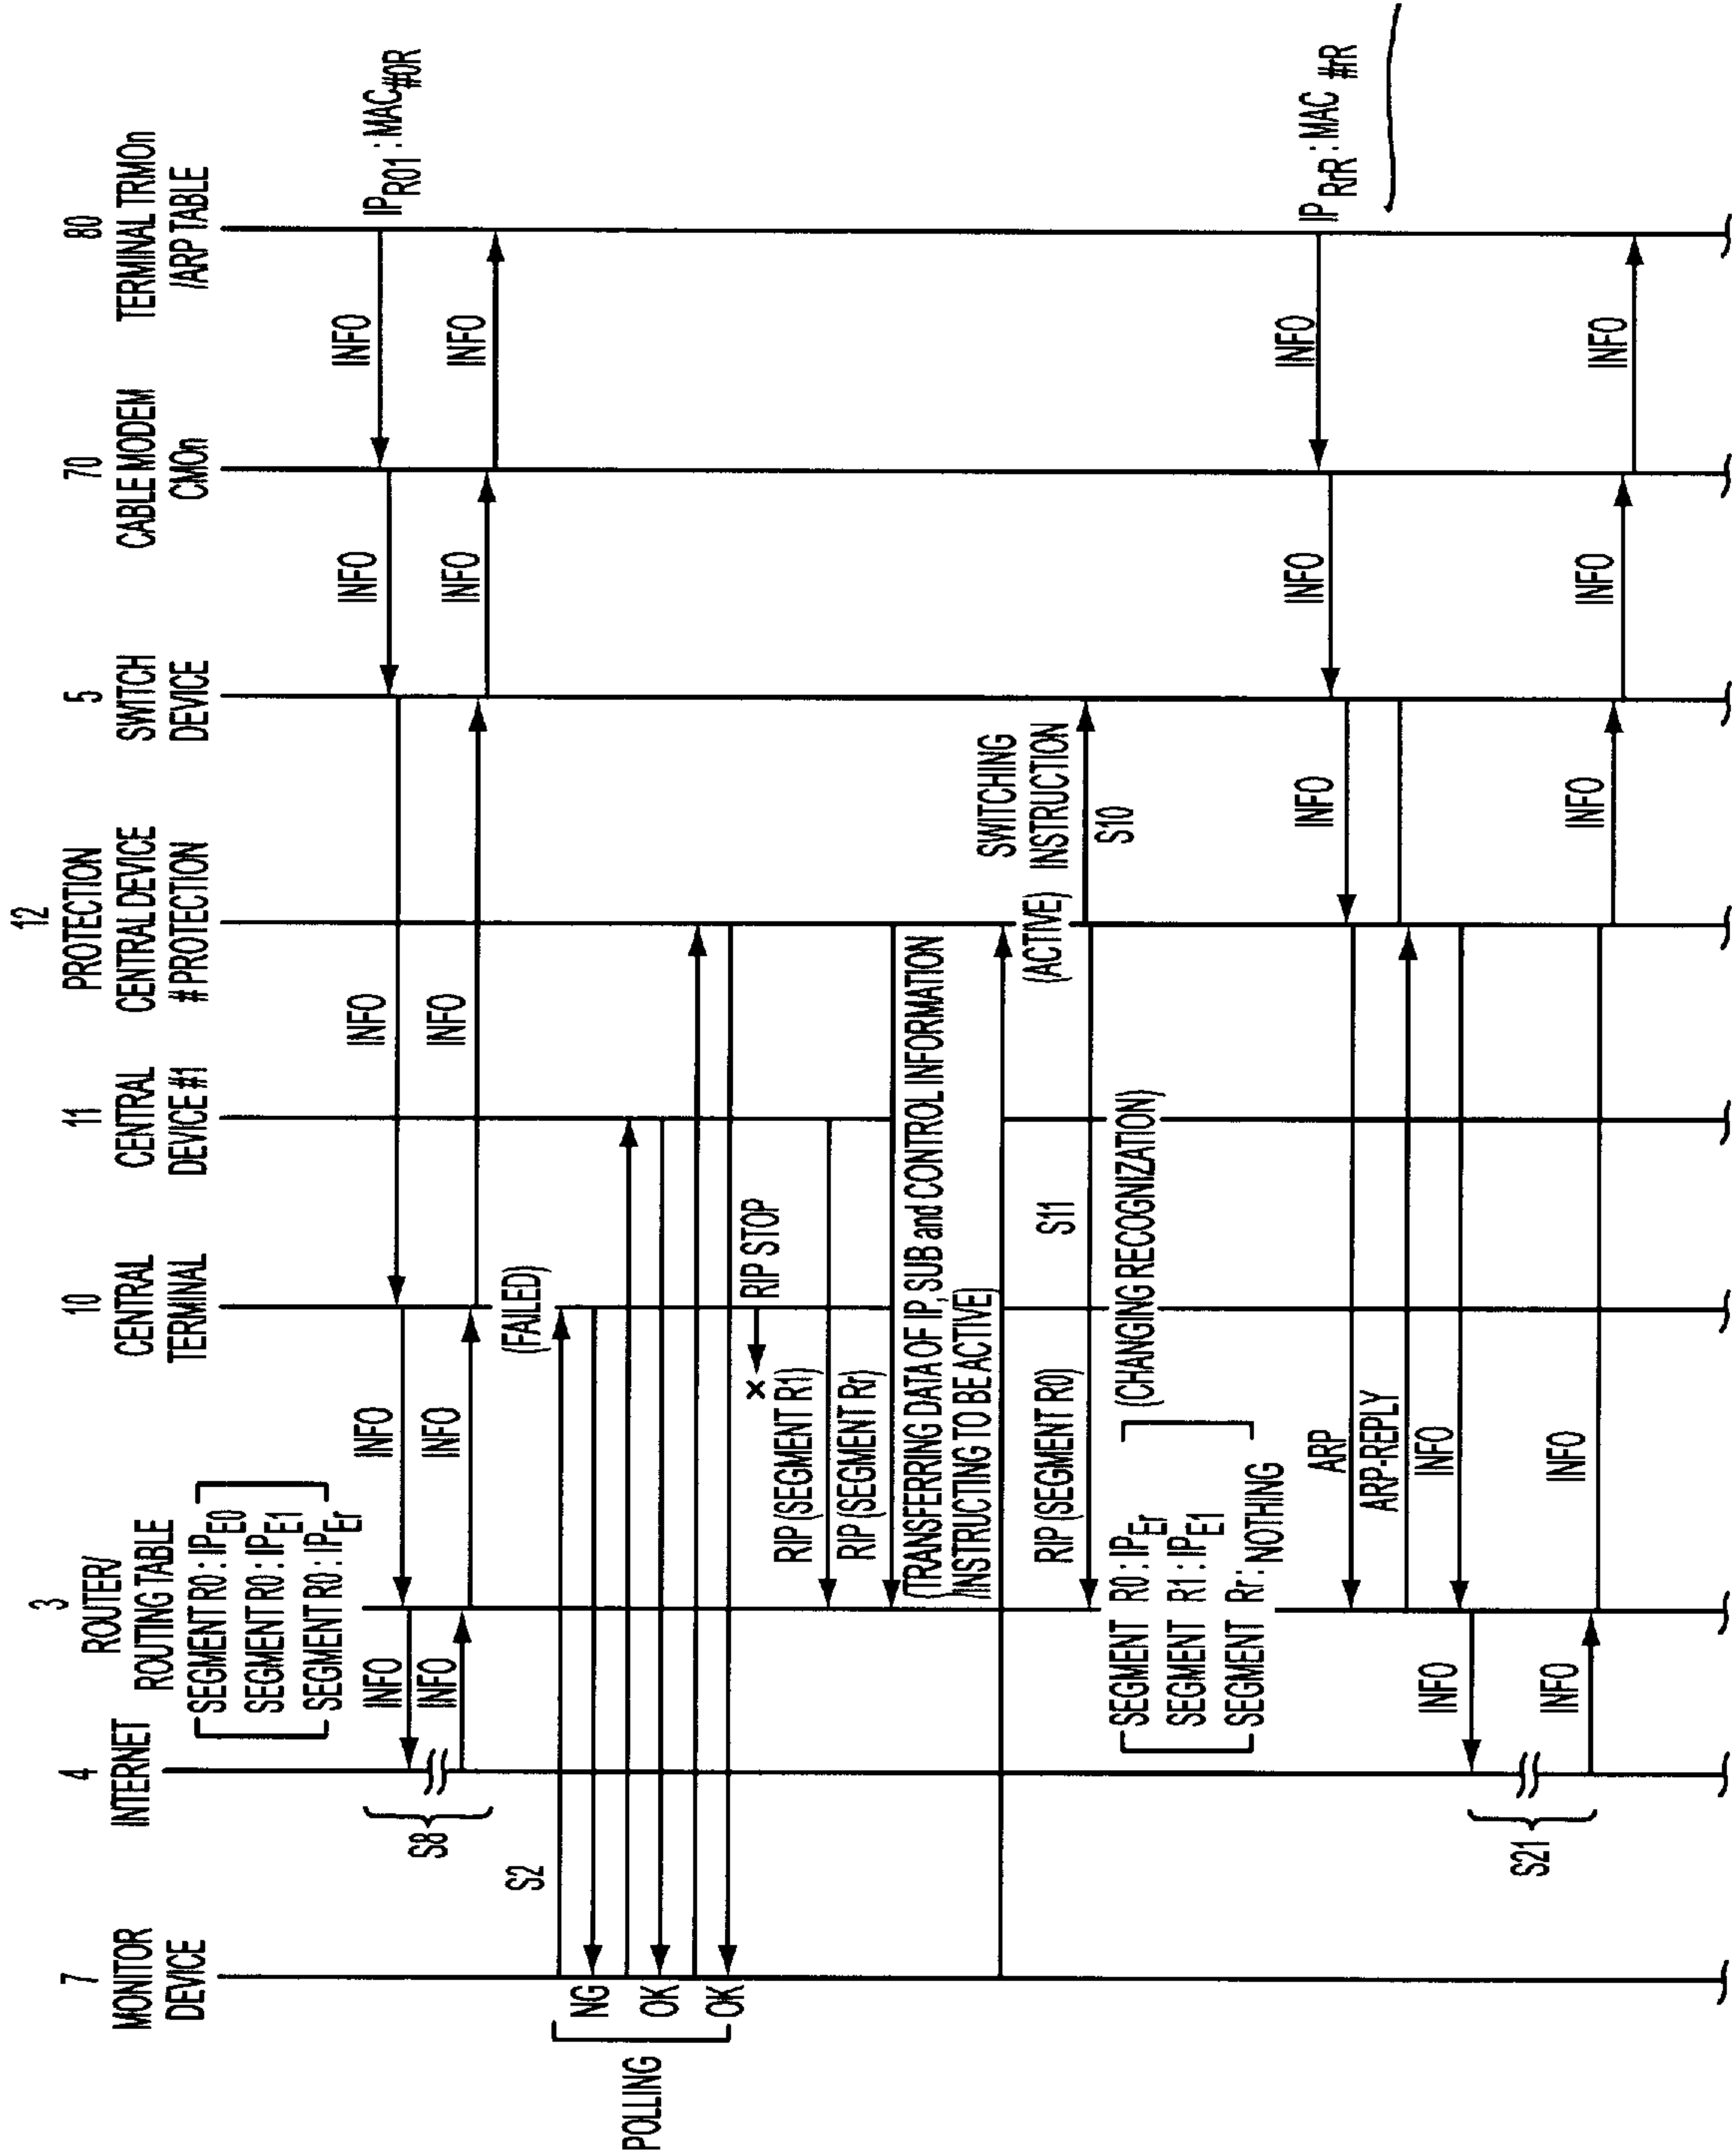 7
MONITOR
DEVICE
4
INTERNET
3
ROUTER/
ROUTING TABLE
SEGMENT R0 : IPE0
SEGMENT R0 : IPE1
SEGMENT R0 : IPEr
10
CENTRAL
TERMINAL
11
CENTRAL
DEVICE #1
12
PROTECTION
CENTRAL DEVICE
# PROTECTION
5
SWITCH
DEVICE
70
CABLE MODEM
CMOn
80
TERMINAL TRMOn
/ARP TABLE
IPR01 : MAC#0R
INFO
INFO
INFO
INFO
INFO
INFO
INFO
INFO
INFO
INFO
S8
(FAILED)
S2
POLLING
NG
OK
OK
RIP STOP
×
RIP (SEGMENT R1)
RIP (SEGMENT Rr)
(TRANSFERRING DATA OF IP, SUB and CONTROL INFORMATION
/INSTRUCTING TO BE ACTIVE)
(ACTIVE)
SWITCHING
INSTRUCTION
S10
RIP (SEGMENT R0)
S11
(CHANGING RECOGNIZATION)
SEGMENT R0 : IPEr
SEGMENT R1 : IPE1
SEGMENT Rr : NOTHING
IPRrR : MAC #rR
INFO
INFO
INFO
ARP
ARP-REPLY
INFO
INFO
S21
INFO
INFO
INFO
INFO
INFO